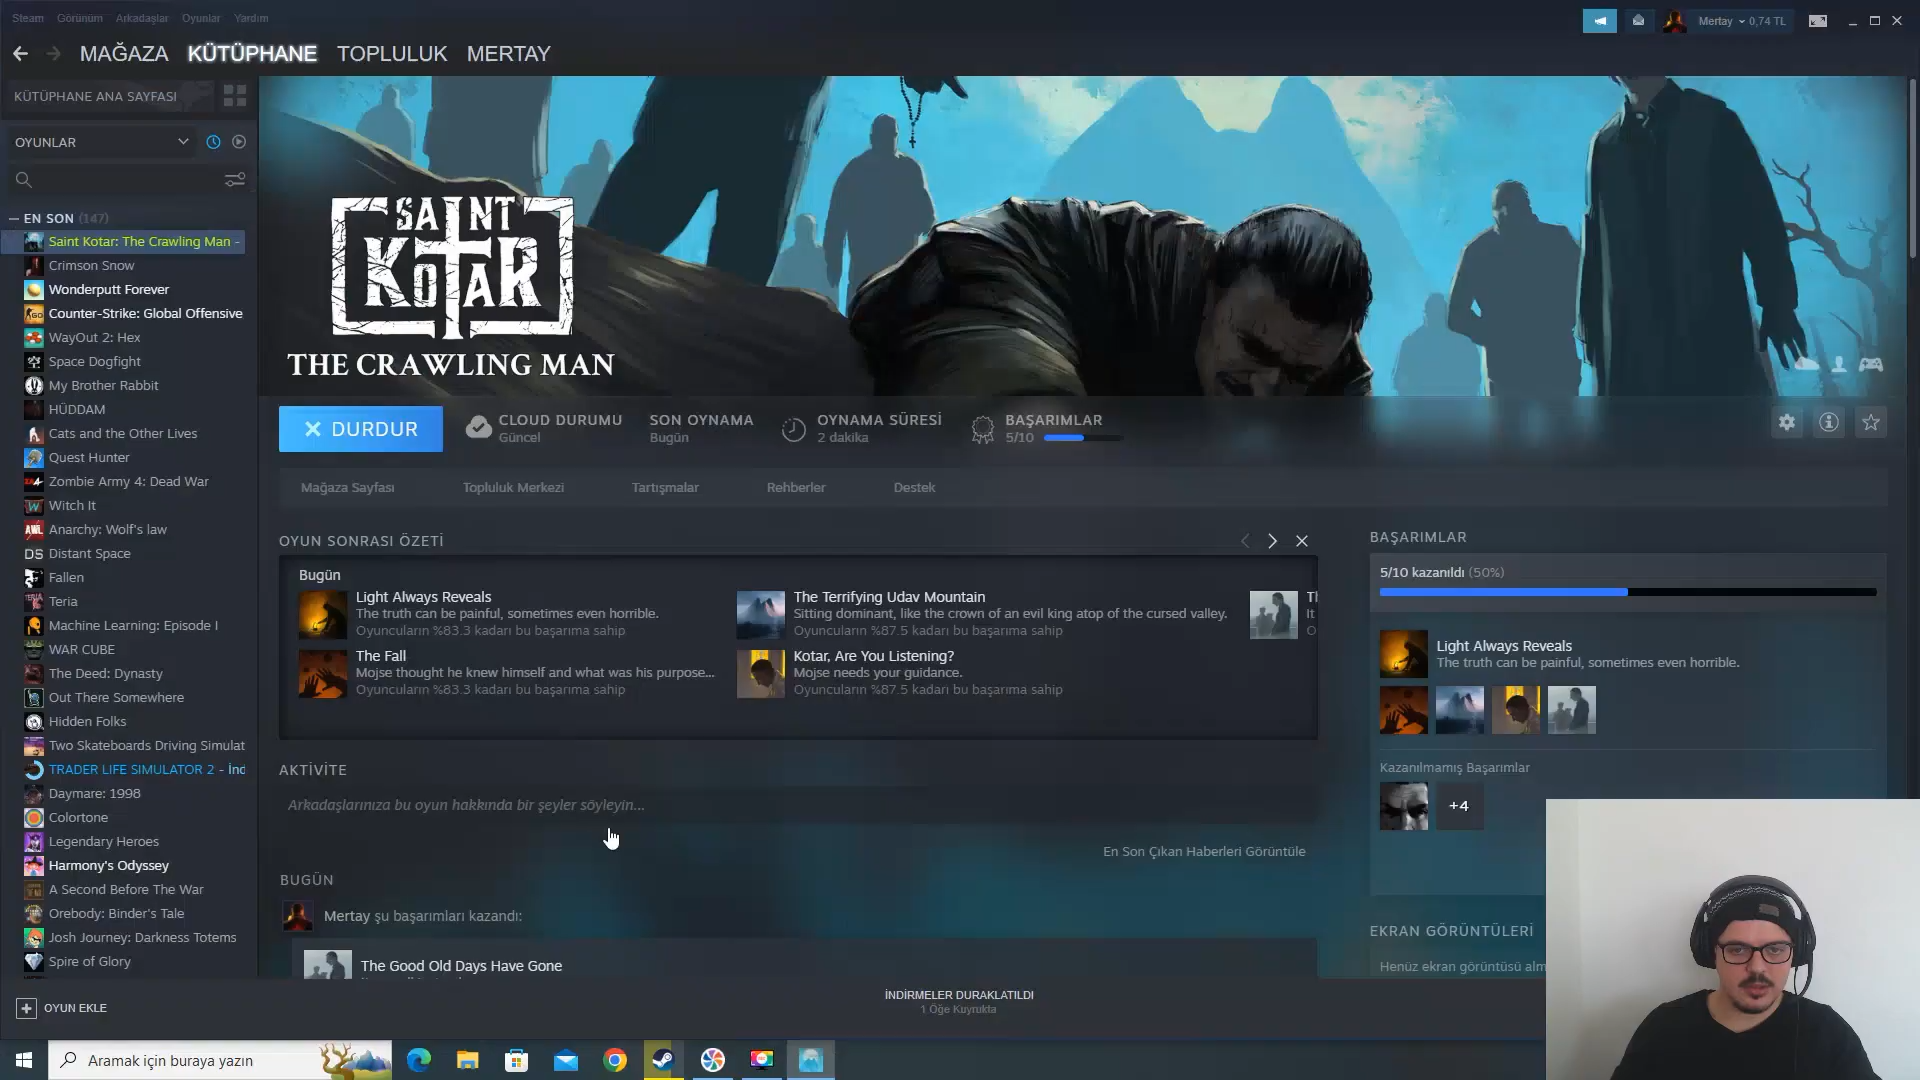 Steam Görünüm Arkadaşlar Oyunlar Yardım
Mertay 0,74 TL
MAĞAZA KÜTÜPHANE TOPLULUK MERTAY
KÜTÜPHANE ANA SAYFASI
OYUNLAR
EN SON (147)
Saint Kotar: The Crawling Man -
Crimson Snow
Wonderputt Forever
Counter-Strike: Global Offensive
WayOut 2: Hex
Space Dogfight
My Brother Rabbit
HÜDDAM
Cats and the Other Lives
Quest Hunter
Zombie Army 4: Dead War
Witch It
Anarchy: Wolf's law
Distant Space
Fallen
Teria
Machine Learning: Episode I
WAR CUBE
The Deed: Dynasty
Out There Somewhere
Hidden Folks
Two Skateboards Driving Simulat
TRADER LIFE SIMULATOR 2 - İnd
Daymare: 1998
Colortone
Legendary Heroes
Harmony's Odyssey
A Second Before The War
Orebody: Binder's Tale
Josh Journey: Darkness Totems
Spire of Glory
OYUN EKLE
SAINT
KOTAR
THE CRAWLING MAN
DURDUR
CLOUD DURUMU
Güncel
SON OYNAMA
Bugün
OYNAMA SÜRESİ
2 dakika
BAŞARIMLAR
5/10
Mağaza Sayfası Topluluk Merkezi Tartışmalar Rehberler Destek
OYUN SONRASI ÖZETİ
Bugün
Light Always Reveals
The truth can be painful, sometimes even horrible.
Oyuncuların %83.3 kadarı bu başarıma sahip
The Terrifying Udav Mountain
Sitting dominant, like the crown of an evil king atop of the cursed valley.
Oyuncuların %87.5 kadarı bu başarıma sahip
The Fall
Mojse thought he knew himself and what was his purpose...
Oyuncuların %83.3 kadarı bu başarıma sahip
Kotar, Are You Listening?
Mojse needs your guidance.
Oyuncuların %87.5 kadarı bu başarıma sahip
AKTİVİTE
Arkadaşlarınıza bu oyun hakkında bir şeyler söyleyin...
En Son Çıkan Haberleri Görüntüle
BUGÜN
Mertay şu başarımları kazandı:
The Good Old Days Have Gone
BAŞARIMLAR
5/10 kazanıldı (50%)
Light Always Reveals
The truth can be painful, sometimes even horrible.
Kazanılmamış Başarımlar
+4
EKRAN GÖRÜNTÜLERİ
Henüz ekran görüntüsü alm
İNDİRMELER DURAKLATILDI
1 Öğe Kuyrukta
Aramak için buraya yazın